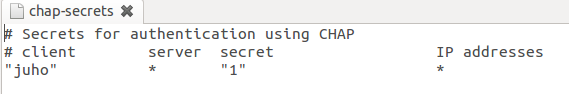 chap-secrets
# Secrets for authentication using CHAP
# client server secret IP addresses
"juho" * "1" *